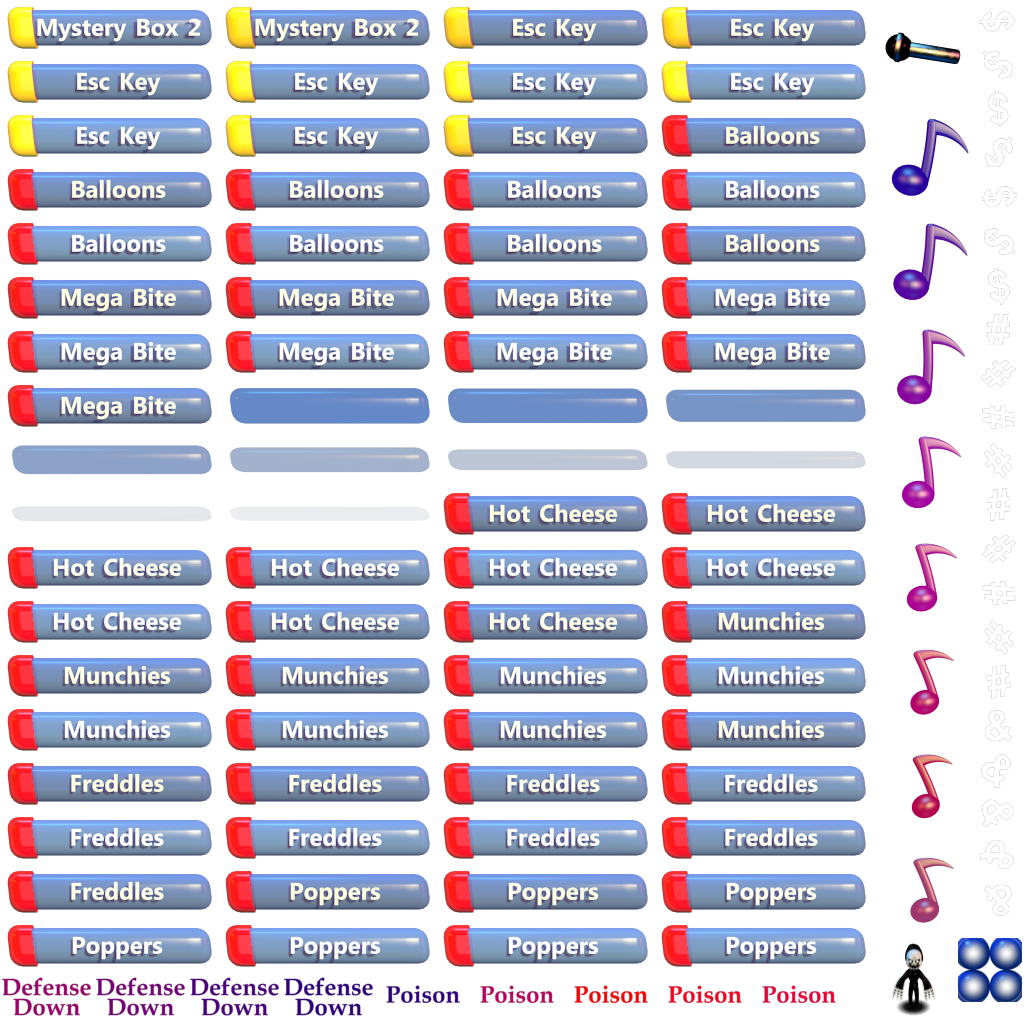 Mystery Box 2 Mystery Box 2 Esc Key Esc Key
Esc Key Esc Key Esc Key Esc Key
Esc Key Esc Key Esc Key Balloons
Balloons Balloons Balloons Balloons
Balloons Balloons Balloons Balloons
Mega Bite Mega Bite Mega Bite Mega Bite
Mega Bite Mega Bite Mega Bite Mega Bite
Mega Bite
Hot Cheese Hot Cheese
Hot Cheese Hot Cheese Hot Cheese Hot Cheese
Hot Cheese Hot Cheese Hot Cheese Munchies
Munchies Munchies Munchies Munchies
Munchies Munchies Munchies Munchies
Freddles Freddles Freddles Freddles
Freddles Freddles Freddles Freddles
Freddles Poppers Poppers Poppers
Poppers Poppers Poppers Poppers
Defense Defense Defense Defense
Down Down Down Down
Poison Poison Poison Poison Poison
$
$
$
$
$
$
$
#
#
#
#
#
#
#
#
#
&
&
&
&
&